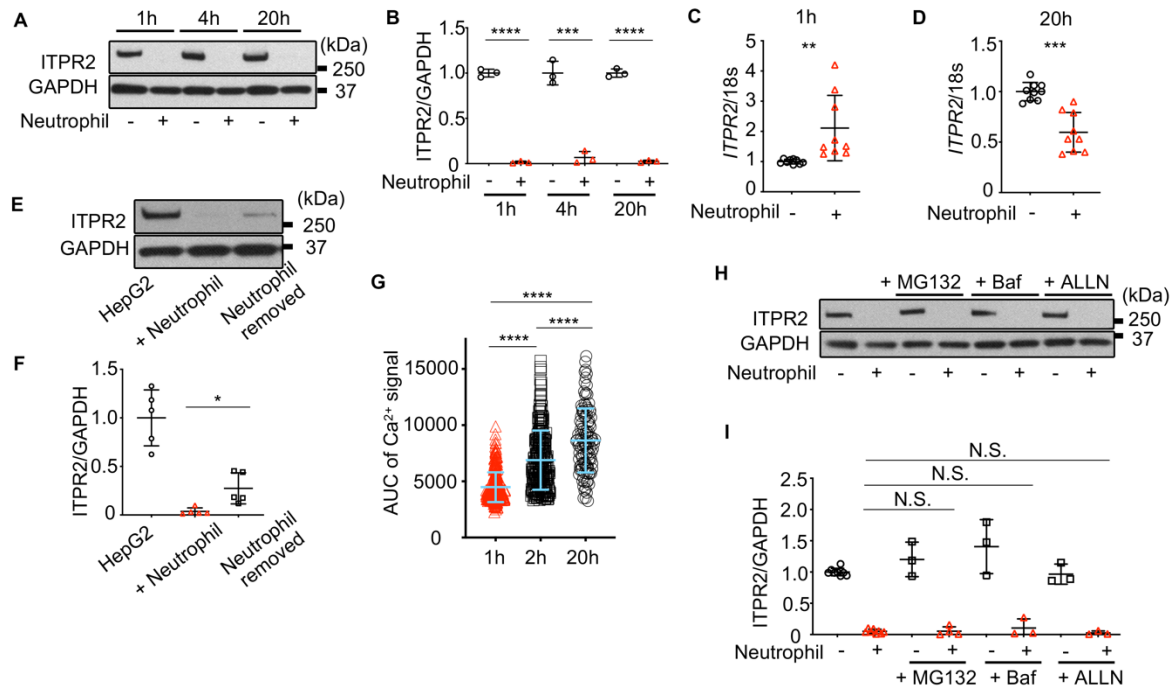 A
1h 4h 20h
(kDa)
ITPR2
250
GAPDH
37
Neutrophil - + - + - +
B
**** *** ****
ITPR2/GAPDH
1.5
1.0
0.5
0
Neutrophil - + - + - +
1h 4h 20h
C
1h
**
ITPR2/18s
5
4
3
2
1
0
Neutrophil - +
D
20h
***
ITPR2/18s
1.5
1.0
0.5
0.0
Neutrophil - +
E
(kDa)
ITPR2
250
GAPDH
37
HepG2
+ Neutrophil
Neutrophil
removed
F
*
ITPR2/GAPDH
1.5
1.0
0.5
0
HepG2
+ Neutrophil
Neutrophil
removed
G
****
**** ****
AUC of Ca²⁺ signal
15000
10000
5000
0
1h 2h 20h
H
+ MG132 + Baf + ALLN
(kDa)
ITPR2
250
GAPDH
37
Neutrophil - + - + - + - +
I
N.S.
N.S.
N.S.
ITPR2/GAPDH
2.5
2.0
1.5
1.0
0.5
0
Neutrophil - + - + - + - +
+ MG132 + Baf + ALLN